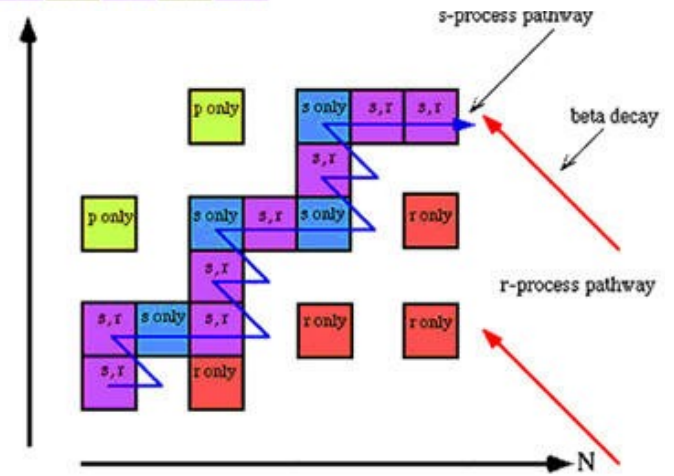 s-process pathway
p only
s only
s,r
s,r
beta decay
s,r
p only
s only
s,r
s only
r only
s,r
r-process pathway
s,r
s only
s,r
r only
r only
s,r
r only
N